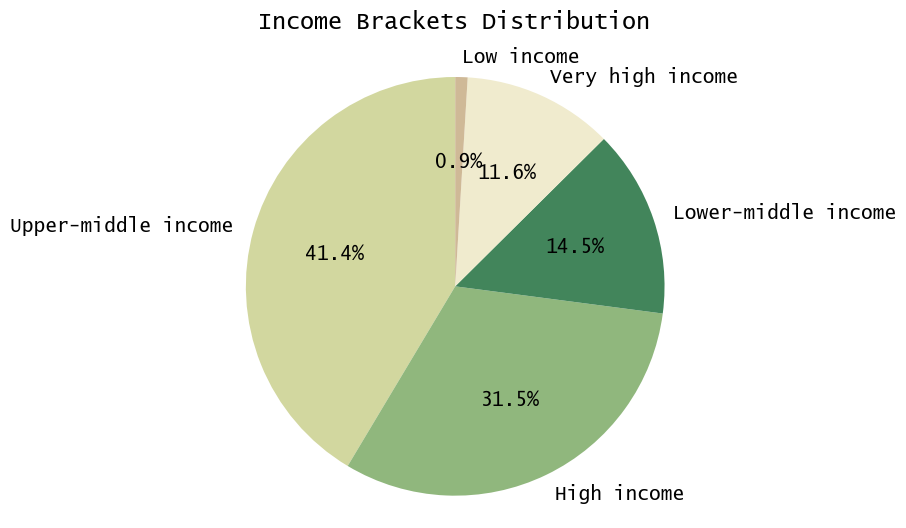 Income Brackets Distribution
Low income
Very high income
0.9%
11.6%
Lower-middle income
Upper-middle income
14.5%
41.4%
31.5%
High income